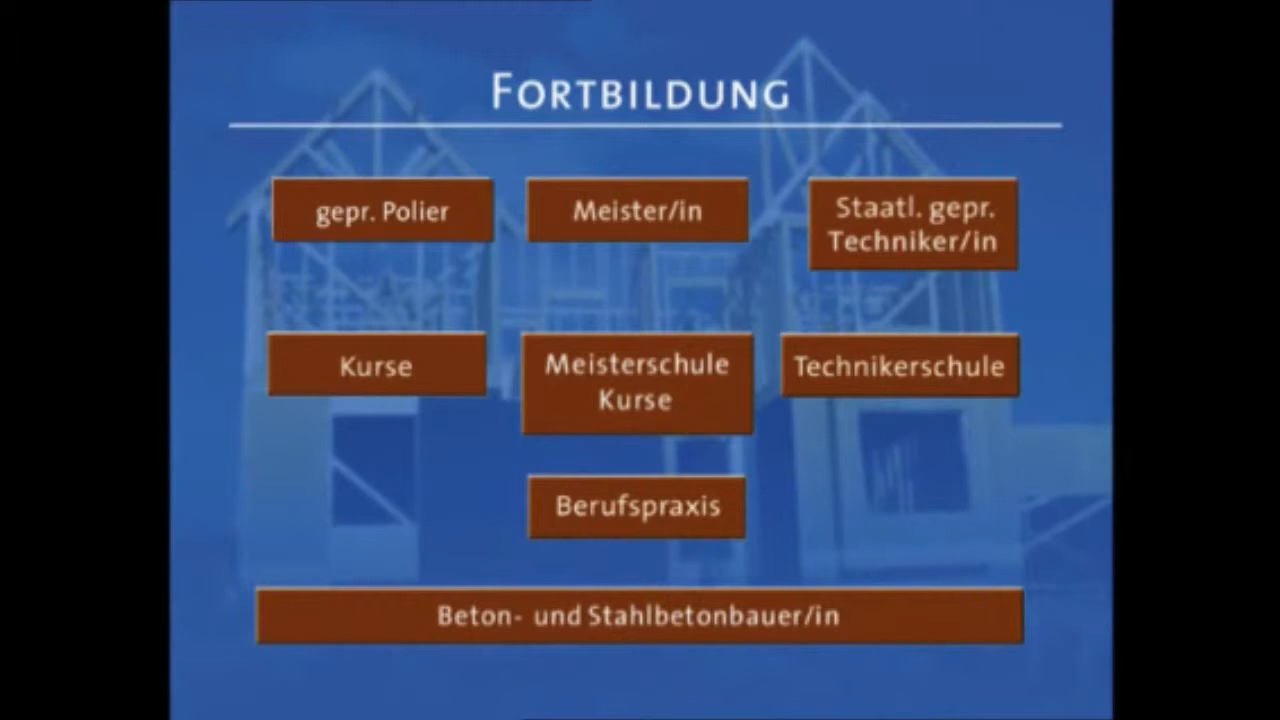 FORTBILDUNG
gepr. Polier
Meister/in
Staatl. gepr.
Techniker/in
Kurse
Meisterschule
Kurse
Technikerschule
Berufspraxis
Beton- und Stahlbetonbauer/in